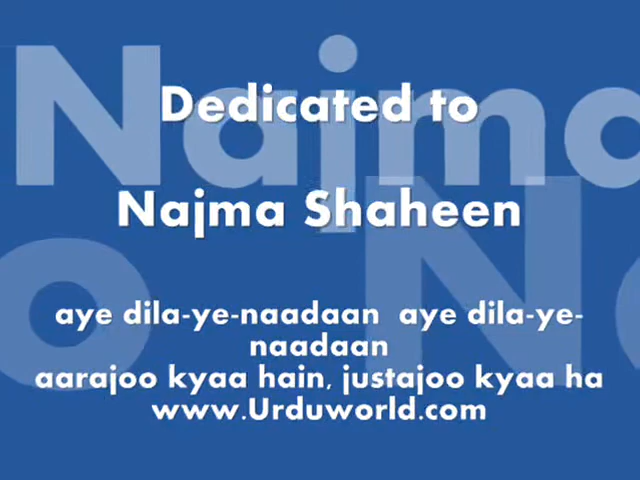 Dedicated to
Najma Shaheen
aye dila-ye-naadaan  aye dila-ye-
naadaan
aarajoo kyaa hain, justajoo kyaa ha
www.Urduworld.com